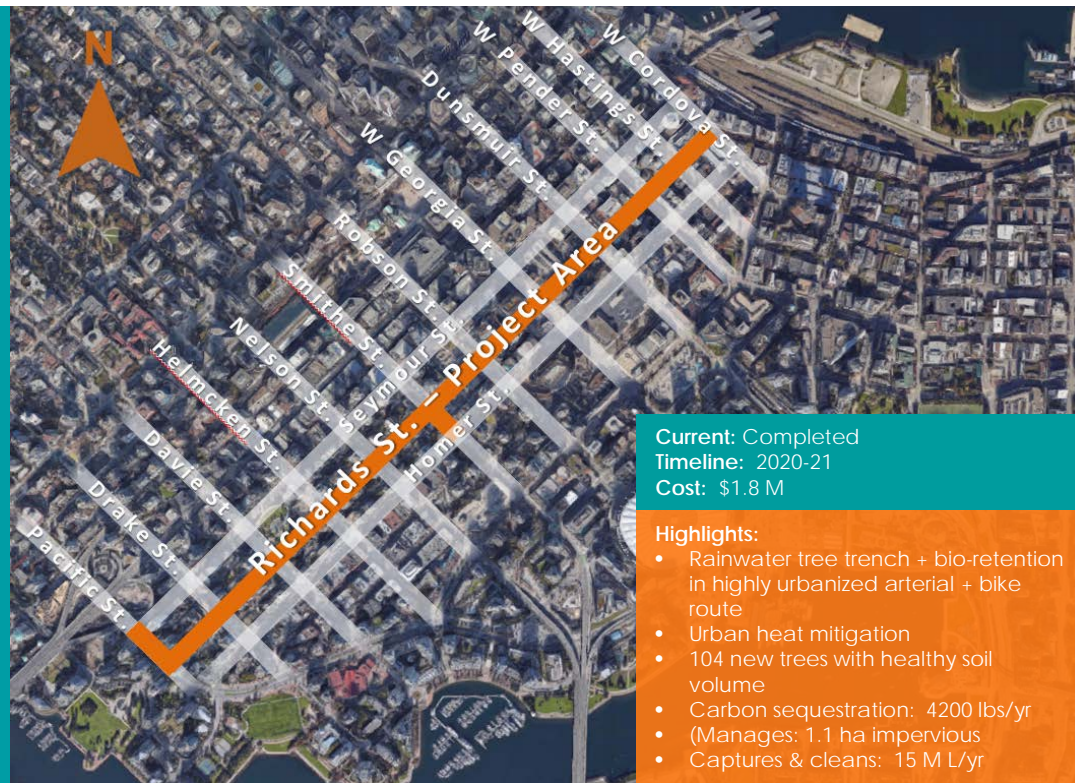 N
W Cordova St.
W Hastings St.
W Pender St.
Dunsmuir St.
W Georgia St.
Robson St.
Smithe St.
Nelson St.
Helmcken St.
Davie St.
Drake St.
Pacific St.
Seymour St.
Richards St. – Project Area
Homer St.
Current: Completed
Timeline: 2020-21
Cost: $1.8 M
Highlights:
• Rainwater tree trench + bio-retention
in highly urbanized arterial + bike
route
• Urban heat mitigation
• 104 new trees with healthy soil
volume
• Carbon sequestration: 4200 lbs/yr
• (Manages: 1.1 ha impervious
• Captures & cleans: 15 M L/yr